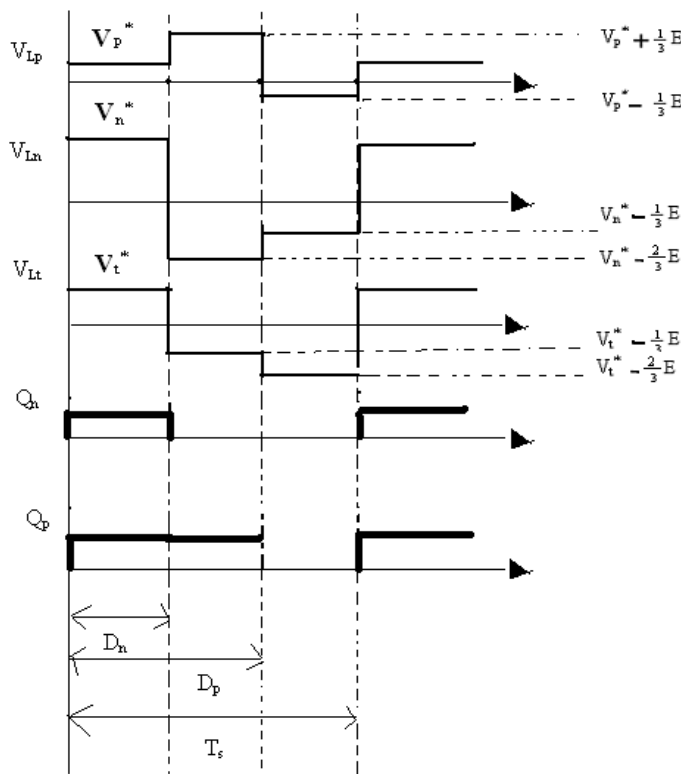 V_Lp V_p* V_p* + 1/3 E
V_p* − 1/3 E
V_n*
V_Ln
V_n* − 1/3 E
V_n* − 2/3 E
V_Lt V_t*
V_t* − 1/3 E
V_t* − 2/3 E
Q_n
Q_p
D_n
D_p
T_s